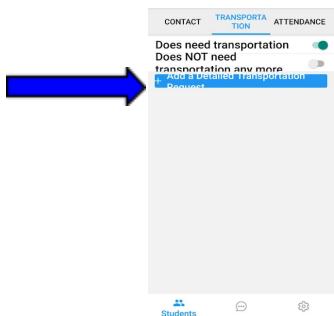 CONTACT
TRANSPORTA
TION
ATTENDANCE
Does need transportation
Does NOT need
transportation any more
+ Add a Detailed Transportation
Request
Students